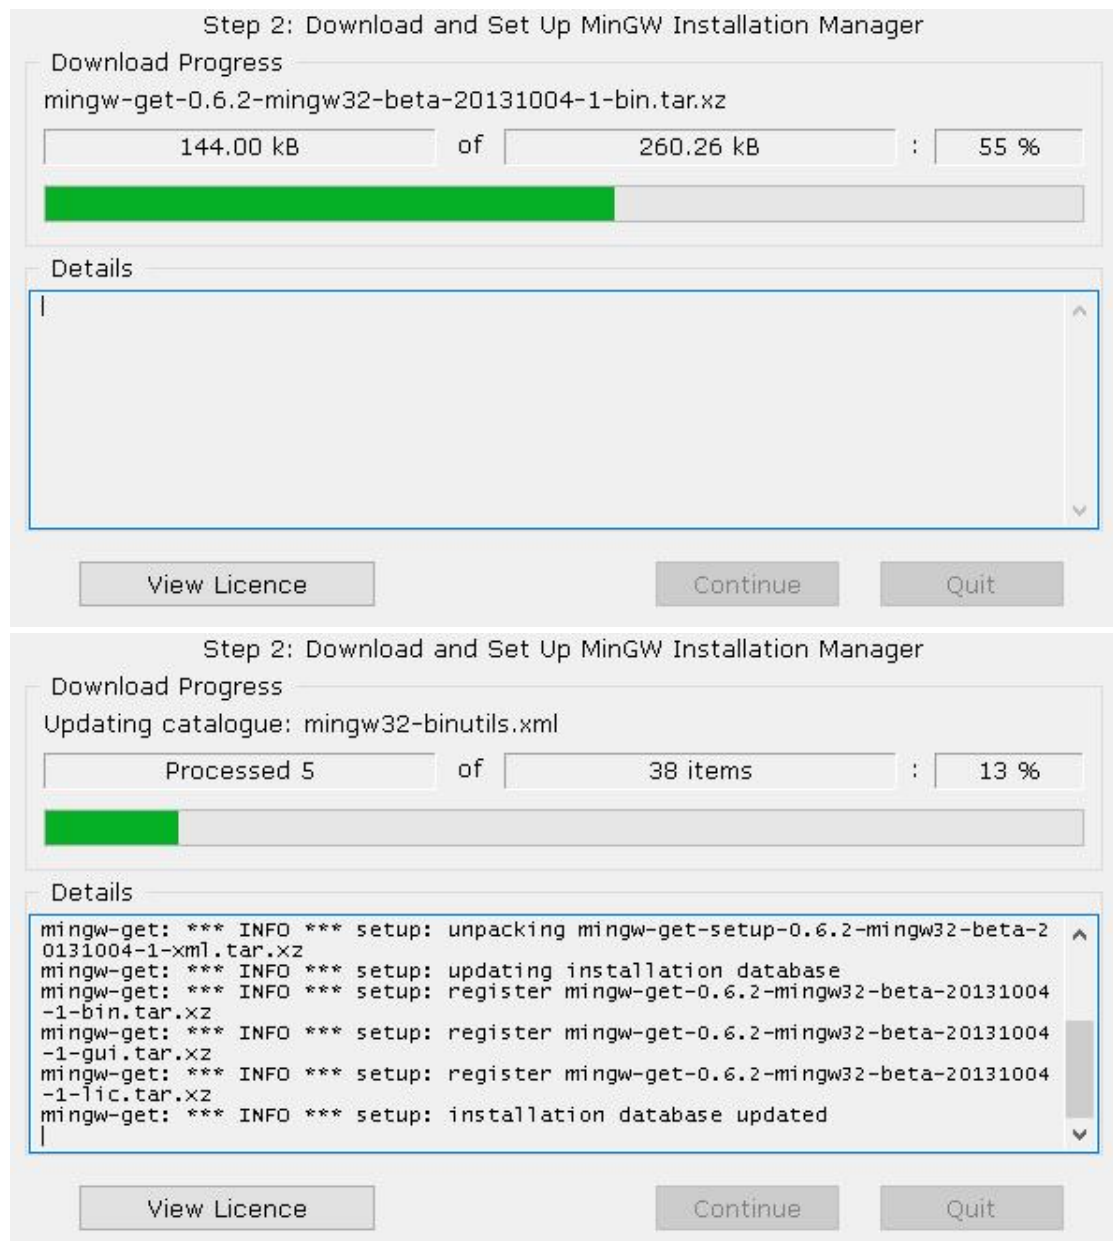 Step 2: Download and Set Up MinGW Installation Manager
Download Progress
mingw-get-0.6.2-mingw32-beta-20131004-1-bin.tar.xz
144.00 kB of 260.26 kB : 55 %
Details
View Licence Continue Quit
Step 2: Download and Set Up MinGW Installation Manager
Download Progress
Updating catalogue: mingw32-binutils.xml
Processed 5 of 38 items : 13 %
Details
mingw-get: *** INFO *** setup: unpacking mingw-get-setup-0.6.2-mingw32-beta-2
0131004-1-xml.tar.xz
mingw-get: *** INFO *** setup: updating installation database
mingw-get: *** INFO *** setup: register mingw-get-0.6.2-mingw32-beta-20131004
-1-bin.tar.xz
mingw-get: *** INFO *** setup: register mingw-get-0.6.2-mingw32-beta-20131004
-1-gui.tar.xz
mingw-get: *** INFO *** setup: register mingw-get-0.6.2-mingw32-beta-20131004
-1-lic.tar.xz
mingw-get: *** INFO *** setup: installation database updated
View Licence Continue Quit